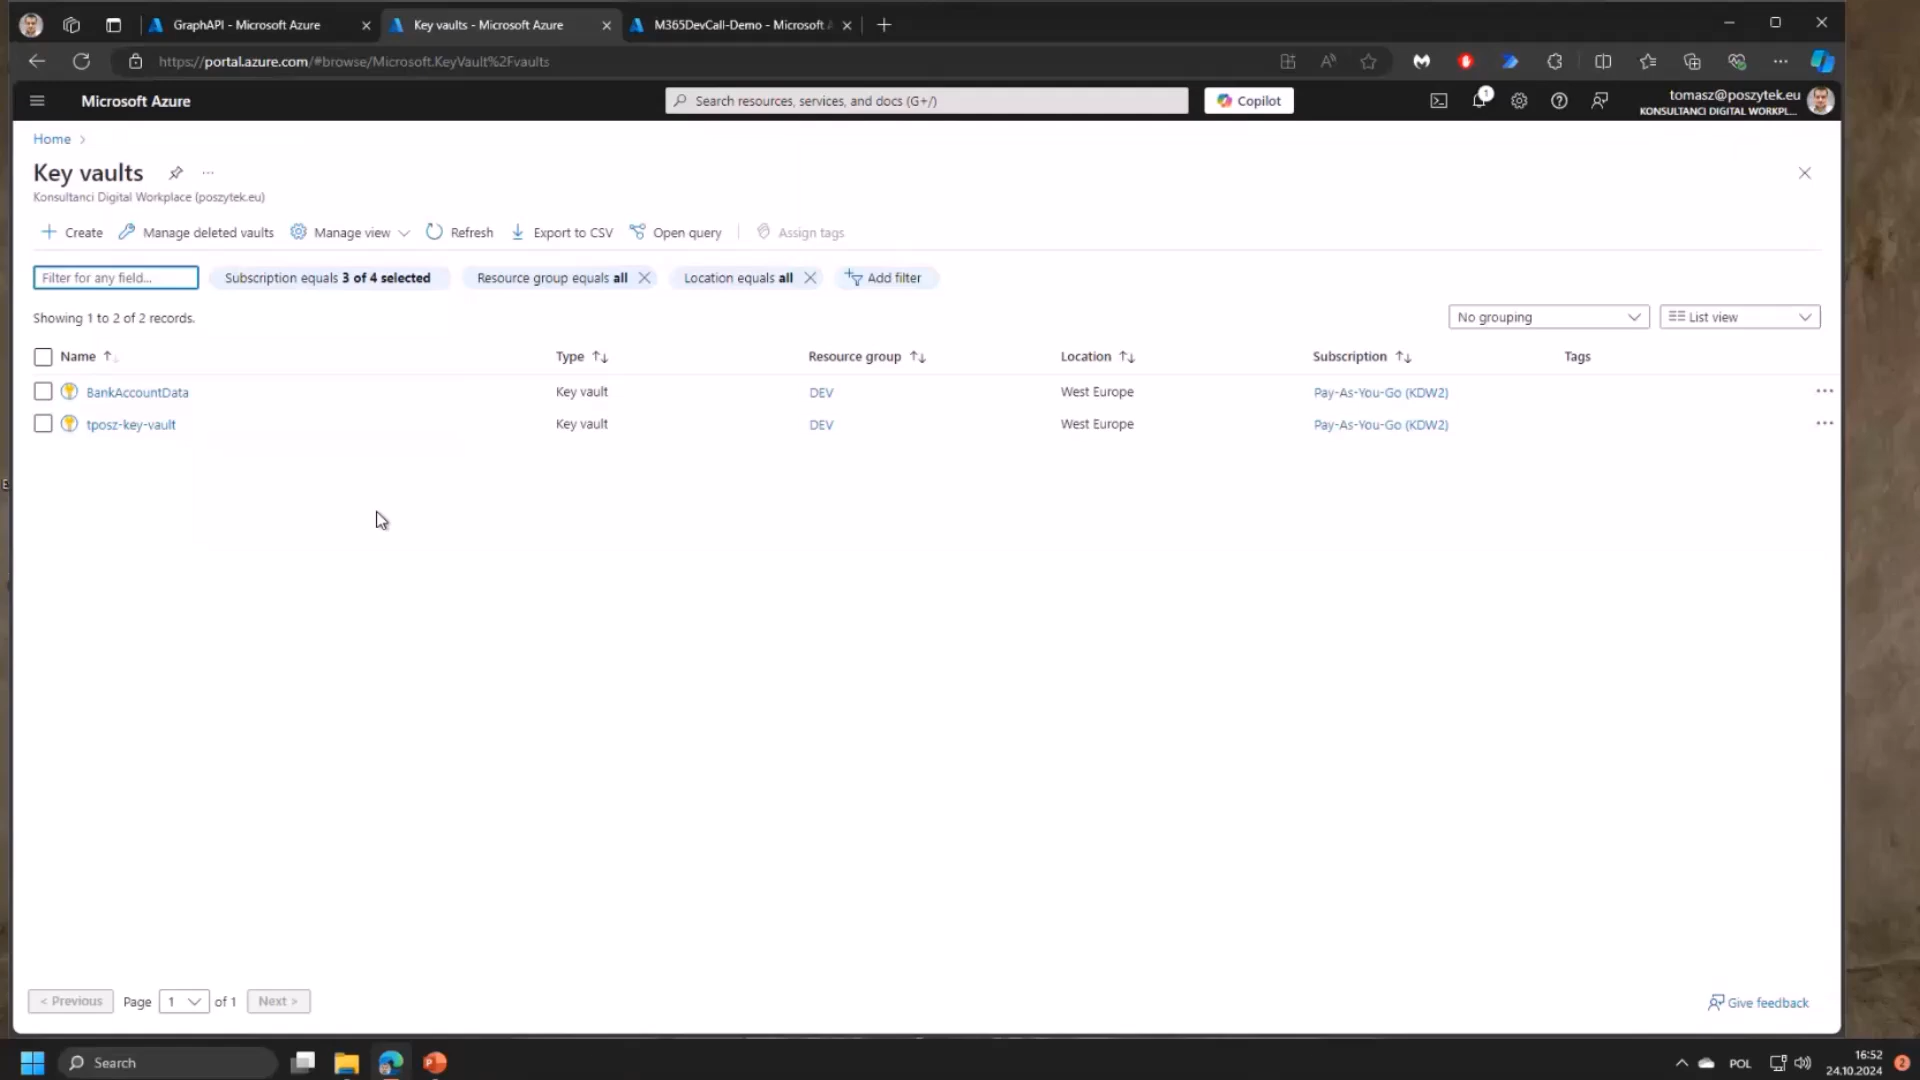 GraphAPI - Microsoft Azure
Key vaults - Microsoft Azure
M365DevCall-Demo - Microsoft
https://portal.azure.com/#browse/Microsoft.KeyVault%2Fvaults
Microsoft Azure
Search resources, services, and docs (G+/)
Copilot
1
tomasz@poszytek.eu
KONSULTANCI DIGITAL WORKPL...
Home >
Key vaults
Konsultanci Digital Workplace (poszytek.eu)
Create
Manage deleted vaults
Manage view
Refresh
Export to CSV
Open query
Assign tags
Filter for any field...
Subscription equals 3 of 4 selected
Resource group equals all
Location equals all
Add filter
Showing 1 to 2 of 2 records.
No grouping
List view
Name Type Resource group Location Subscription Tags
BankAccountData Key vault DEV West Europe Pay-As-You-Go (KDW2)
tposz-key-vault Key vault DEV West Europe Pay-As-You-Go (KDW2)
< Previous Page 1 of 1 Next >
Give feedback
Search
POL
16:52
24.10.2024
2